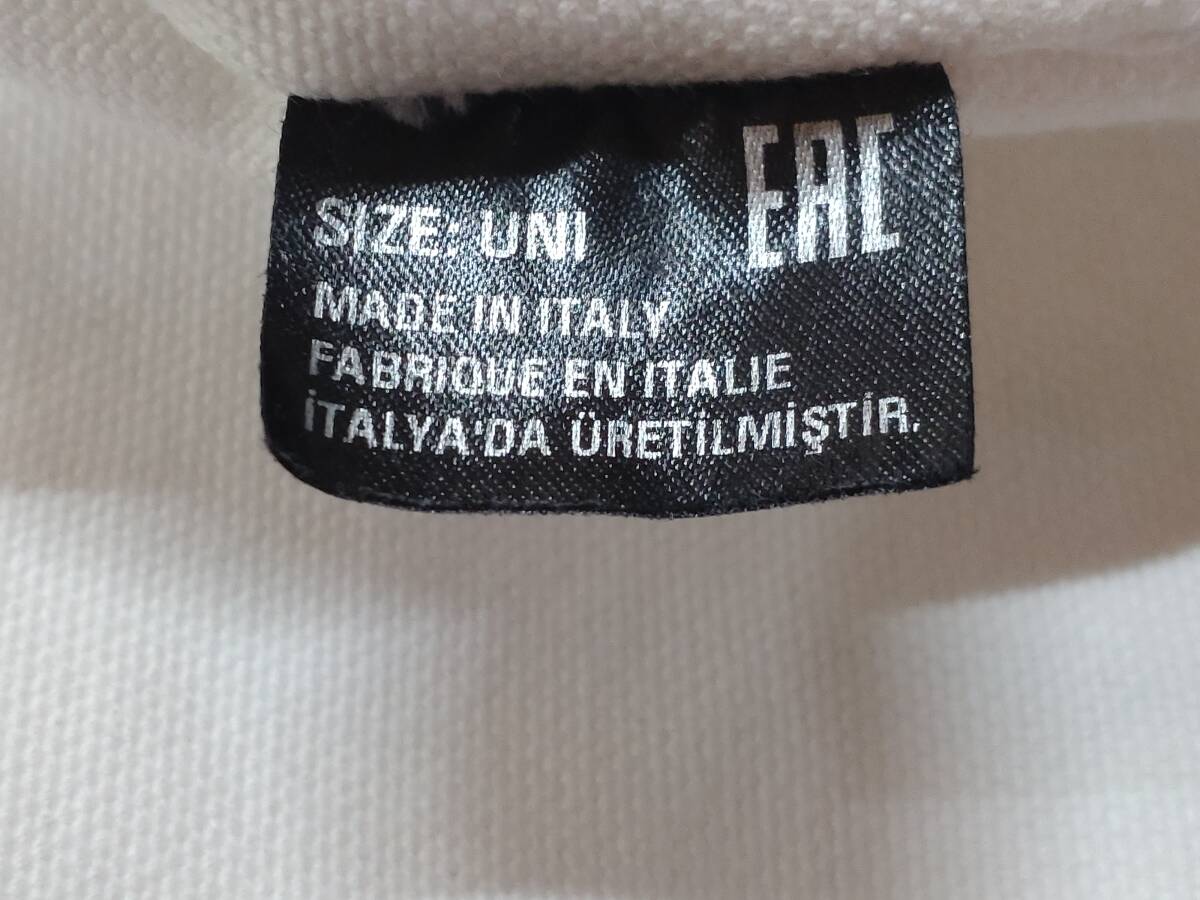 EAC
SIZE: UNI
MADE IN ITALY
FABRIQUE EN ITALIE
İTALYA'DA ÜRETİLMİŞTİR.